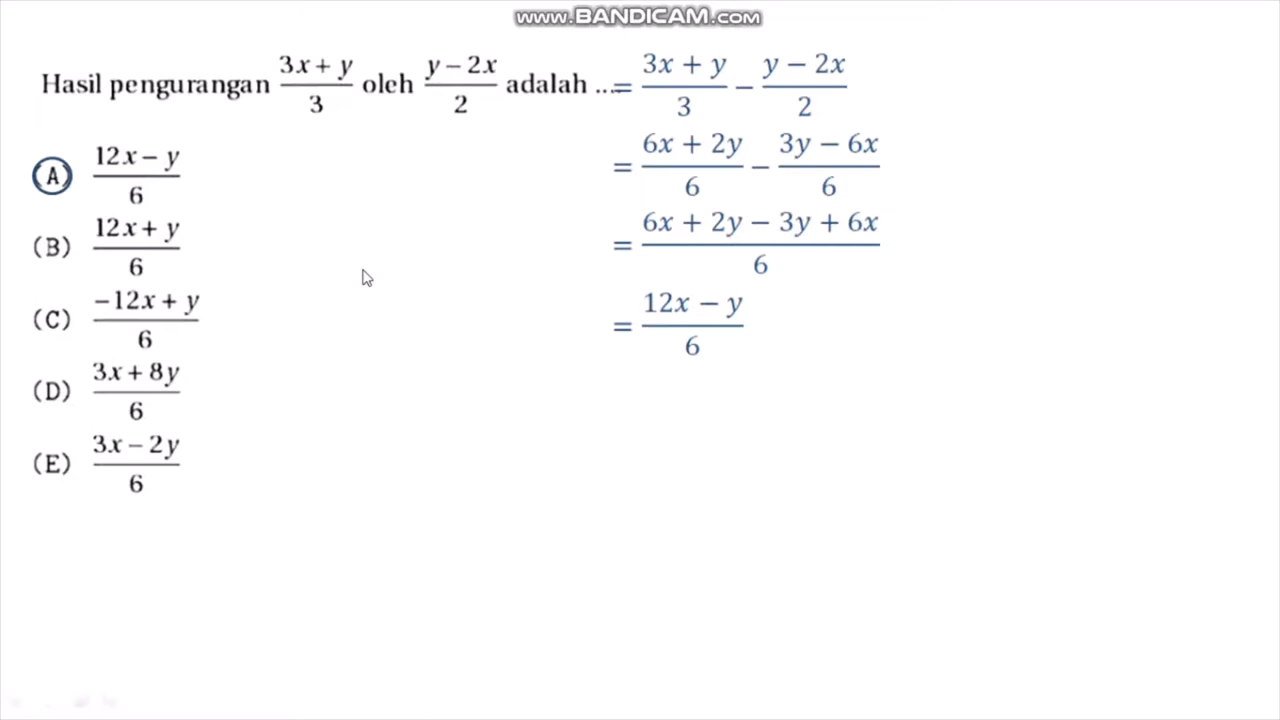 www.BANDICAM.com
Hasil pengurangan (3x + y)/3 oleh (y − 2x)/2 adalah ....
(A) (12x − y)/6
(B) (12x + y)/6
(C) (−12x + y)/6
(D) (3x + 8y)/6
(E) (3x − 2y)/6
= (3x + y)/3 − (y − 2x)/2
= (6x + 2y)/6 − (3y − 6x)/6
= (6x + 2y − 3y + 6x)/6
= (12x − y)/6